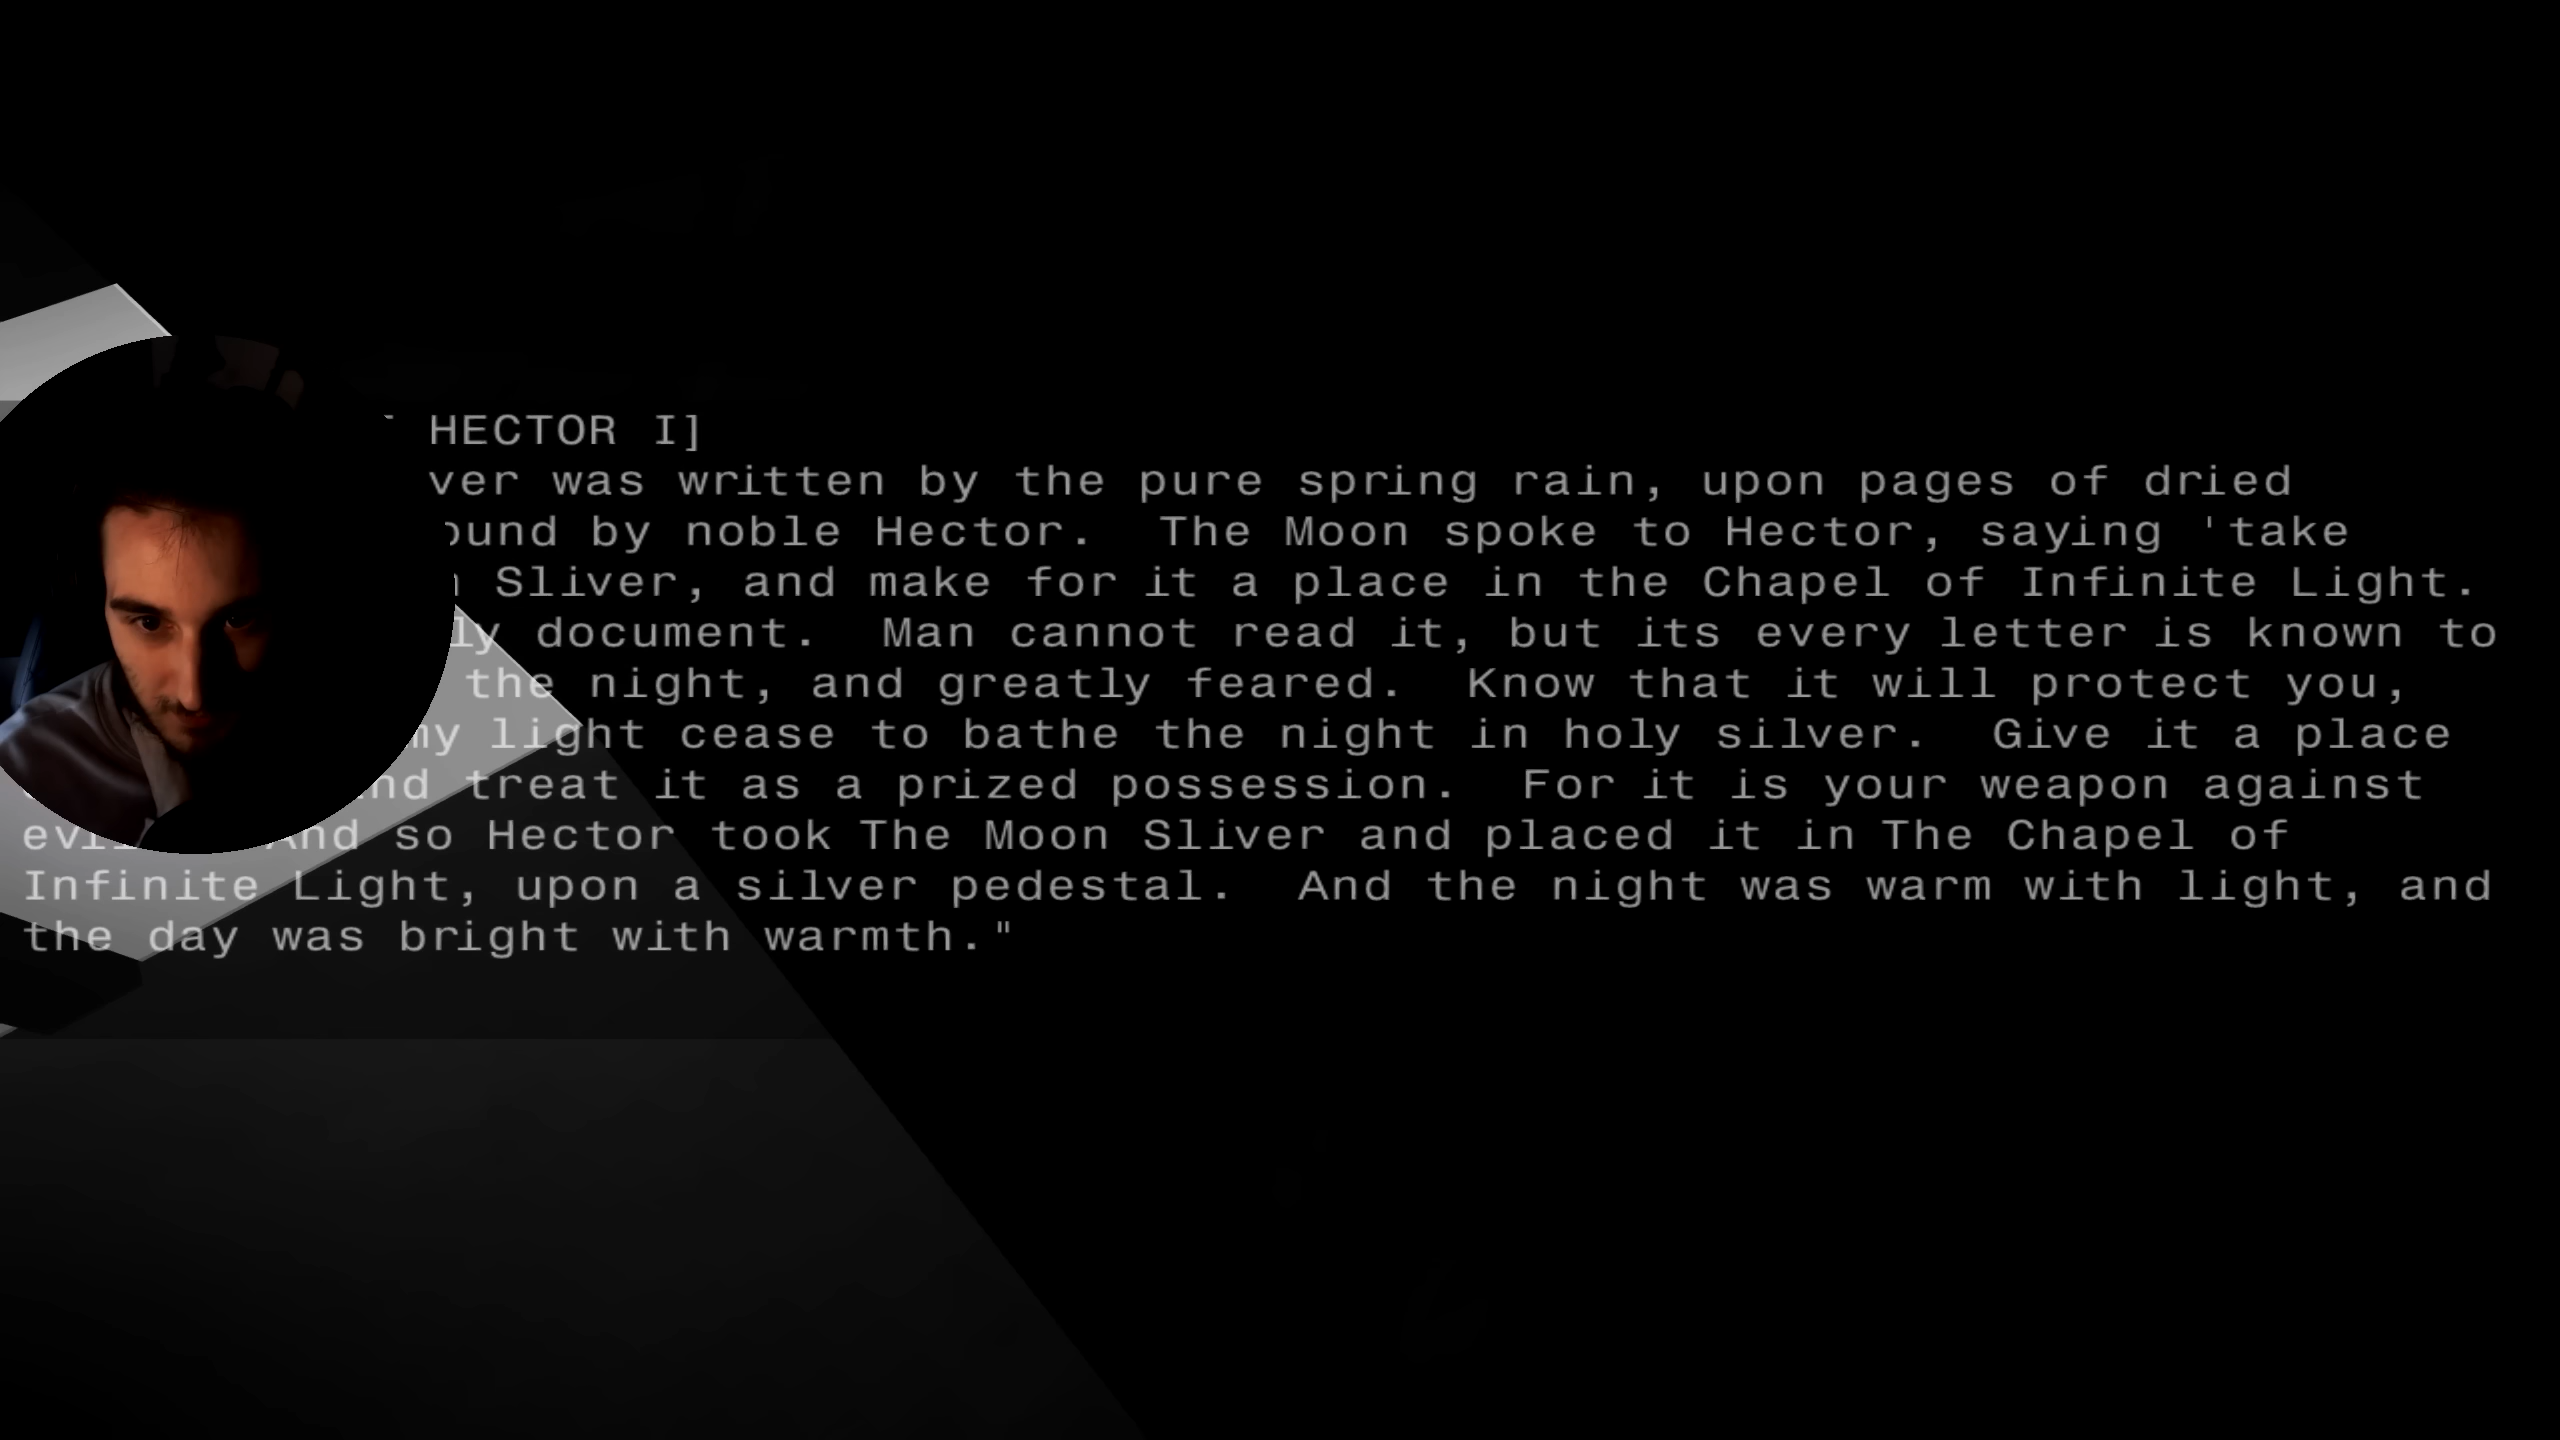 HECTOR I]
was written by the pure spring rain, upon pages of dried
by noble Hector.  The Moon spoke to Hector, saying 'take
Sliver, and make for it a place in the Chapel of Infinite Light.
document.  Man cannot read it, but its every letter is known to
the night, and greatly feared.  Know that it will protect you,
my light cease to bathe the night in holy silver.  Give it a place
treat it as a prized possession.  For it is your weapon against
And so Hector took The Moon Sliver and placed it in The Chapel of
Infinite Light, upon a silver pedestal.  And the night was warm with light, and
the day was bright with warmth."